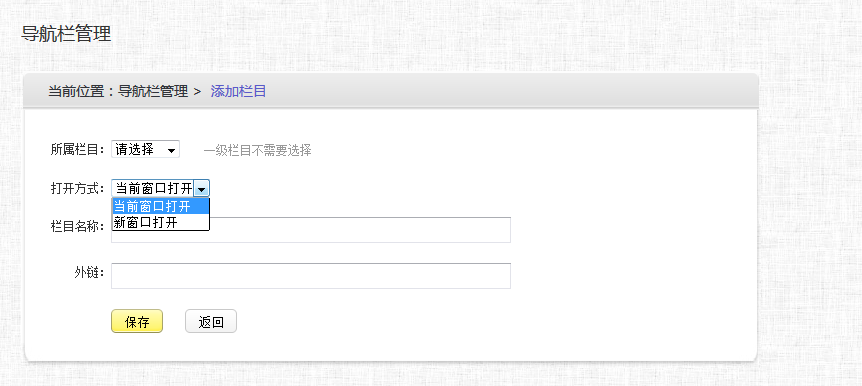 导航栏管理
当前位置：导航栏管理 > 添加栏目
所属栏目： 请选择 一级栏目不需要选择
打开方式： 当前窗口打开
当前窗口打开
新窗口打开
栏目名称：
外链：
保存 返回